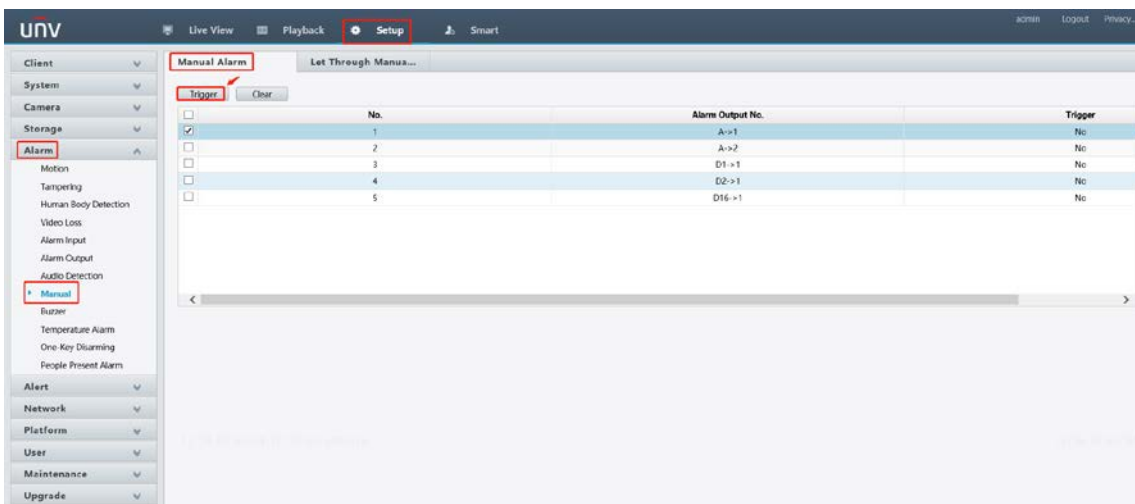 unv
Live View Playback Setup Smart
admin Logout Privacy..
Client
System
Camera
Storage
Alarm
Motion
Tampering
Human Body Detection
Video Loss
Alarm Input
Alarm Output
Audio Detection
Manual
Buzzer
Temperature Alarm
One-Key Disarming
People Present Alarm
Alert
Network
Platform
User
Maintenance
Upgrade
Manual Alarm Let Through Manua...
Trigger Clear
No. Alarm Output No. Trigger
1 A->1 No
2 A->2 No
3 D1->1 No
4 D2->1 No
5 D16->1 No